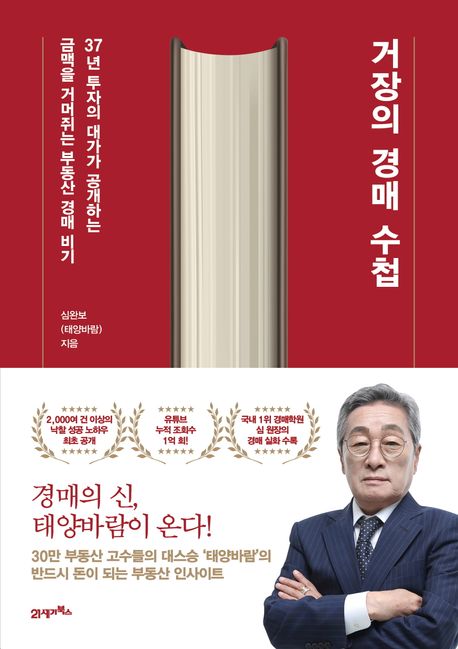 거장의 경매 수첩
37년 투자의 대가가 공개하는
금맥을 거머쥐는 부동산 경매 비기
심완보
(태양바람)
지음
2,000여 건 이상의
낙찰 성공 노하우
최초 공개
유튜브
누적 조회수
1억 회!
국내 1위 경매학원
심 원장의
경매 실화 수록
경매의 신,
태양바람이 온다!
30만 부동산 고수들의 대스승 ‘태양바람’의
반드시 돈이 되는 부동산 인사이트
21세기북스